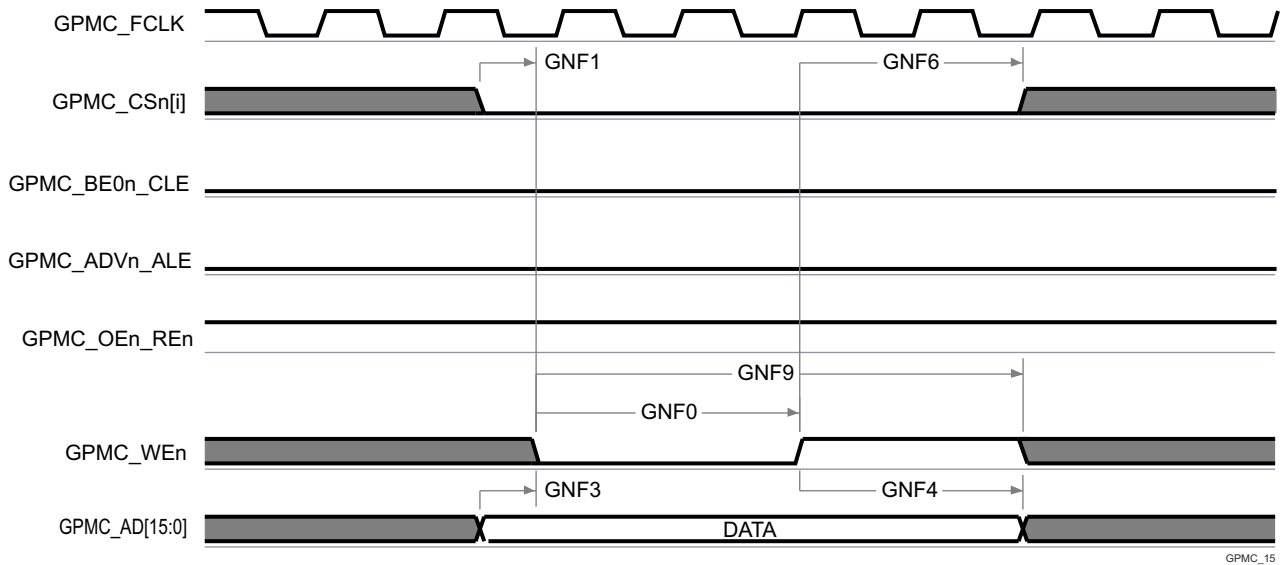 GPMC_FCLK
GNF1
GNF6
GPMC_CSn[i]
GPMC_BE0n_CLE
GPMC_ADVn_ALE
GPMC_OEn_REn
GNF9
GNF0
GPMC_WEn
GNF3
GNF4
GPMC_AD[15:0]
DATA
GPMC_15